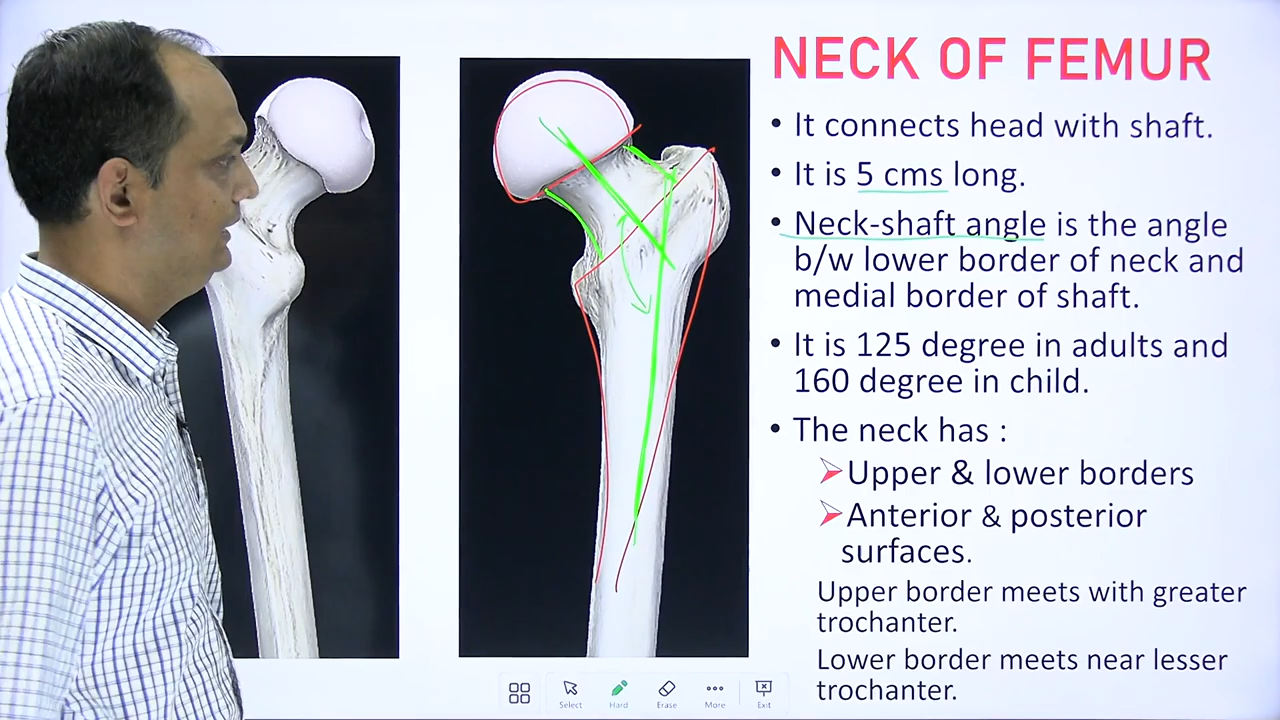 NECK OF FEMUR
• It connects head with shaft.
• It is 5 cms long.
• Neck-shaft angle is the angle
b/w lower border of neck and
medial border of shaft.
• It is 125 degree in adults and
160 degree in child.
• The neck has :
➢Upper & lower borders
➢Anterior & posterior
surfaces.
Upper border meets with greater
trochanter.
Lower border meets near lesser
trochanter.
Select Hard Erase More Exit